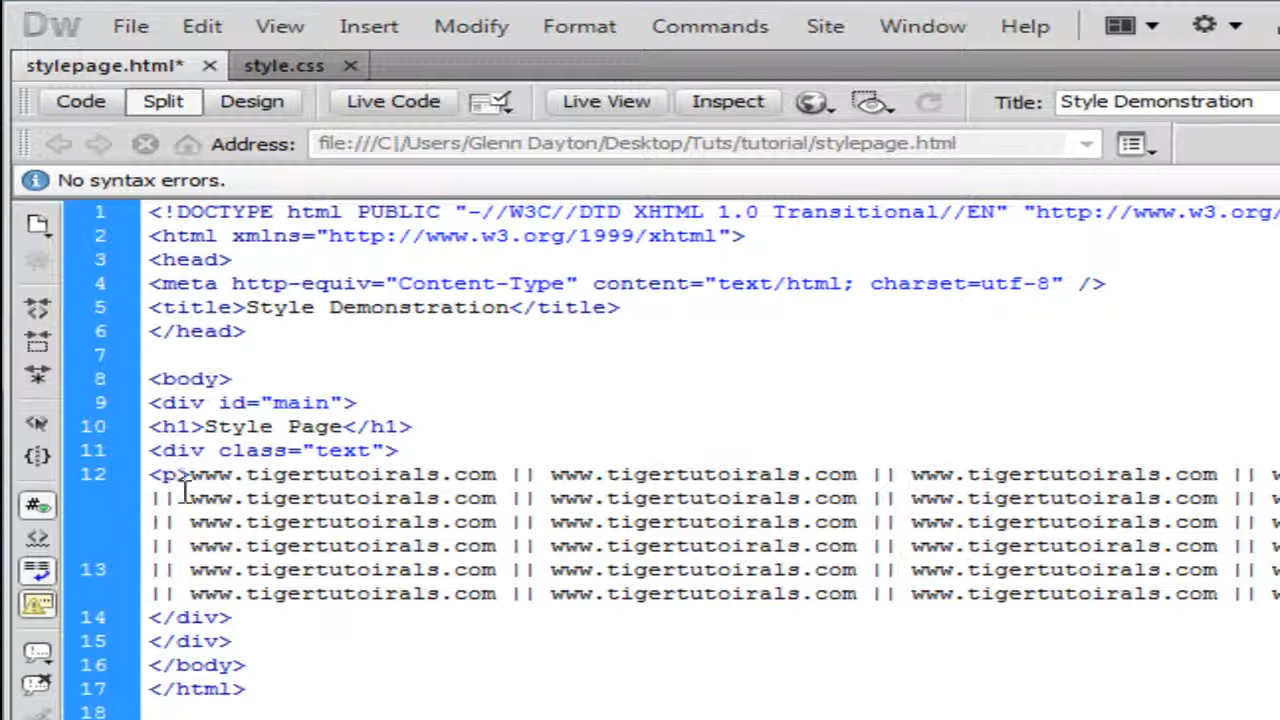 Dw File Edit View Insert Modify Format Commands Site Window Help
stylepage.html* style.css
Code Split Design Live Code Live View Inspect Title: Style Demonstration
Address: file:///C|/Users/Glenn Dayton/Desktop/Tuts/tutorial/stylepage.html
No syntax errors.
1 <!DOCTYPE html PUBLIC "-//W3C//DTD XHTML 1.0 Transitional//EN" "http://www.w3.org/
2 <html xmlns="http://www.w3.org/1999/xhtml">
3 <head>
4 <meta http-equiv="Content-Type" content="text/html; charset=utf-8" />
5 <title>Style Demonstration</title>
6 </head>
7
8 <body>
9 <div id="main">
10 <h1>Style Page</h1>
11 <div class="text">
12 <p>www.tigertutoirals.com || www.tigertutoirals.com || www.tigertutoirals.com || w
|| www.tigertutoirals.com || www.tigertutoirals.com || www.tigertutoirals.com || w
|| www.tigertutoirals.com || www.tigertutoirals.com || www.tigertutoirals.com || w
|| www.tigertutoirals.com || www.tigertutoirals.com || www.tigertutoirals.com || w
13 || www.tigertutoirals.com || www.tigertutoirals.com || www.tigertutoirals.com || w
|| www.tigertutoirals.com || www.tigertutoirals.com || www.tigertutoirals.com || w
14 </div>
15 </div>
16 </body>
17 </html>
18